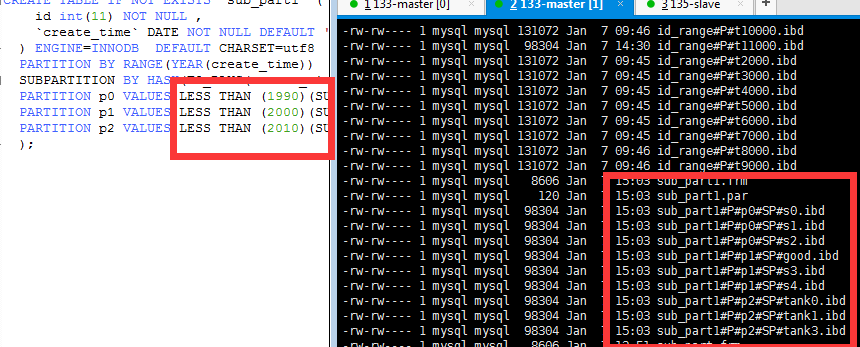 CREATE TABLE IF NOT EXISTS `sub_part1` (
id int(11) NOT NULL ,
`create_time` DATE NOT NULL DEFAULT '
) ENGINE=INNODB DEFAULT CHARSET=utf8
PARTITION BY RANGE(YEAR(create_time))
SUBPARTITION BY HASH(
PARTITION p0 VALUES LESS THAN (1990)(SU
PARTITION p1 VALUES LESS THAN (2000)(SU
PARTITION p2 VALUES LESS THAN (2010)(SU
);
1 133-master [0] ×
2 133-master [1] ×
3 135-slave ×
-rw-rw---- 1 mysql mysql 131072 Jan 7 09:46 id_range#P#t10000.ibd
-rw-rw---- 1 mysql mysql 98304 Jan 7 14:30 id_range#P#t11000.ibd
-rw-rw---- 1 mysql mysql 131072 Jan 7 09:45 id_range#P#t2000.ibd
-rw-rw---- 1 mysql mysql 131072 Jan 7 09:45 id_range#P#t3000.ibd
-rw-rw---- 1 mysql mysql 131072 Jan 7 09:45 id_range#P#t4000.ibd
-rw-rw---- 1 mysql mysql 131072 Jan 7 09:45 id_range#P#t5000.ibd
-rw-rw---- 1 mysql mysql 131072 Jan 7 09:45 id_range#P#t6000.ibd
-rw-rw---- 1 mysql mysql 131072 Jan 7 09:46 id_range#P#t7000.ibd
-rw-rw---- 1 mysql mysql 131072 Jan 7 09:46 id_range#P#t8000.ibd
-rw-rw---- 1 mysql mysql 131072 Jan 7 09:46 id_range#P#t9000.ibd
-rw-rw---- 1 mysql mysql 8606 Jan 7 15:03 sub_part1.frm
-rw-rw---- 1 mysql mysql 120 Jan 7 15:03 sub_part1.par
-rw-rw---- 1 mysql mysql 98304 Jan 7 15:03 sub_part1#P#p0#SP#s0.ibd
-rw-rw---- 1 mysql mysql 98304 Jan 7 15:03 sub_part1#P#p0#SP#s1.ibd
-rw-rw---- 1 mysql mysql 98304 Jan 7 15:03 sub_part1#P#p0#SP#s2.ibd
-rw-rw---- 1 mysql mysql 98304 Jan 7 15:03 sub_part1#P#p1#SP#good.ibd
-rw-rw---- 1 mysql mysql 98304 Jan 7 15:03 sub_part1#P#p1#SP#s3.ibd
-rw-rw---- 1 mysql mysql 98304 Jan 7 15:03 sub_part1#P#p1#SP#s4.ibd
-rw-rw---- 1 mysql mysql 98304 Jan 7 15:03 sub_part1#P#p2#SP#tank0.ibd
-rw-rw---- 1 mysql mysql 98304 Jan 7 15:03 sub_part1#P#p2#SP#tank1.ibd
-rw-rw---- 1 mysql mysql 98304 Jan 7 15:03 sub_part1#P#p2#SP#tank3.ibd
-rw-rw---- 1 mysql mysql 8606 Jan 7 13:51 sub_part.frm